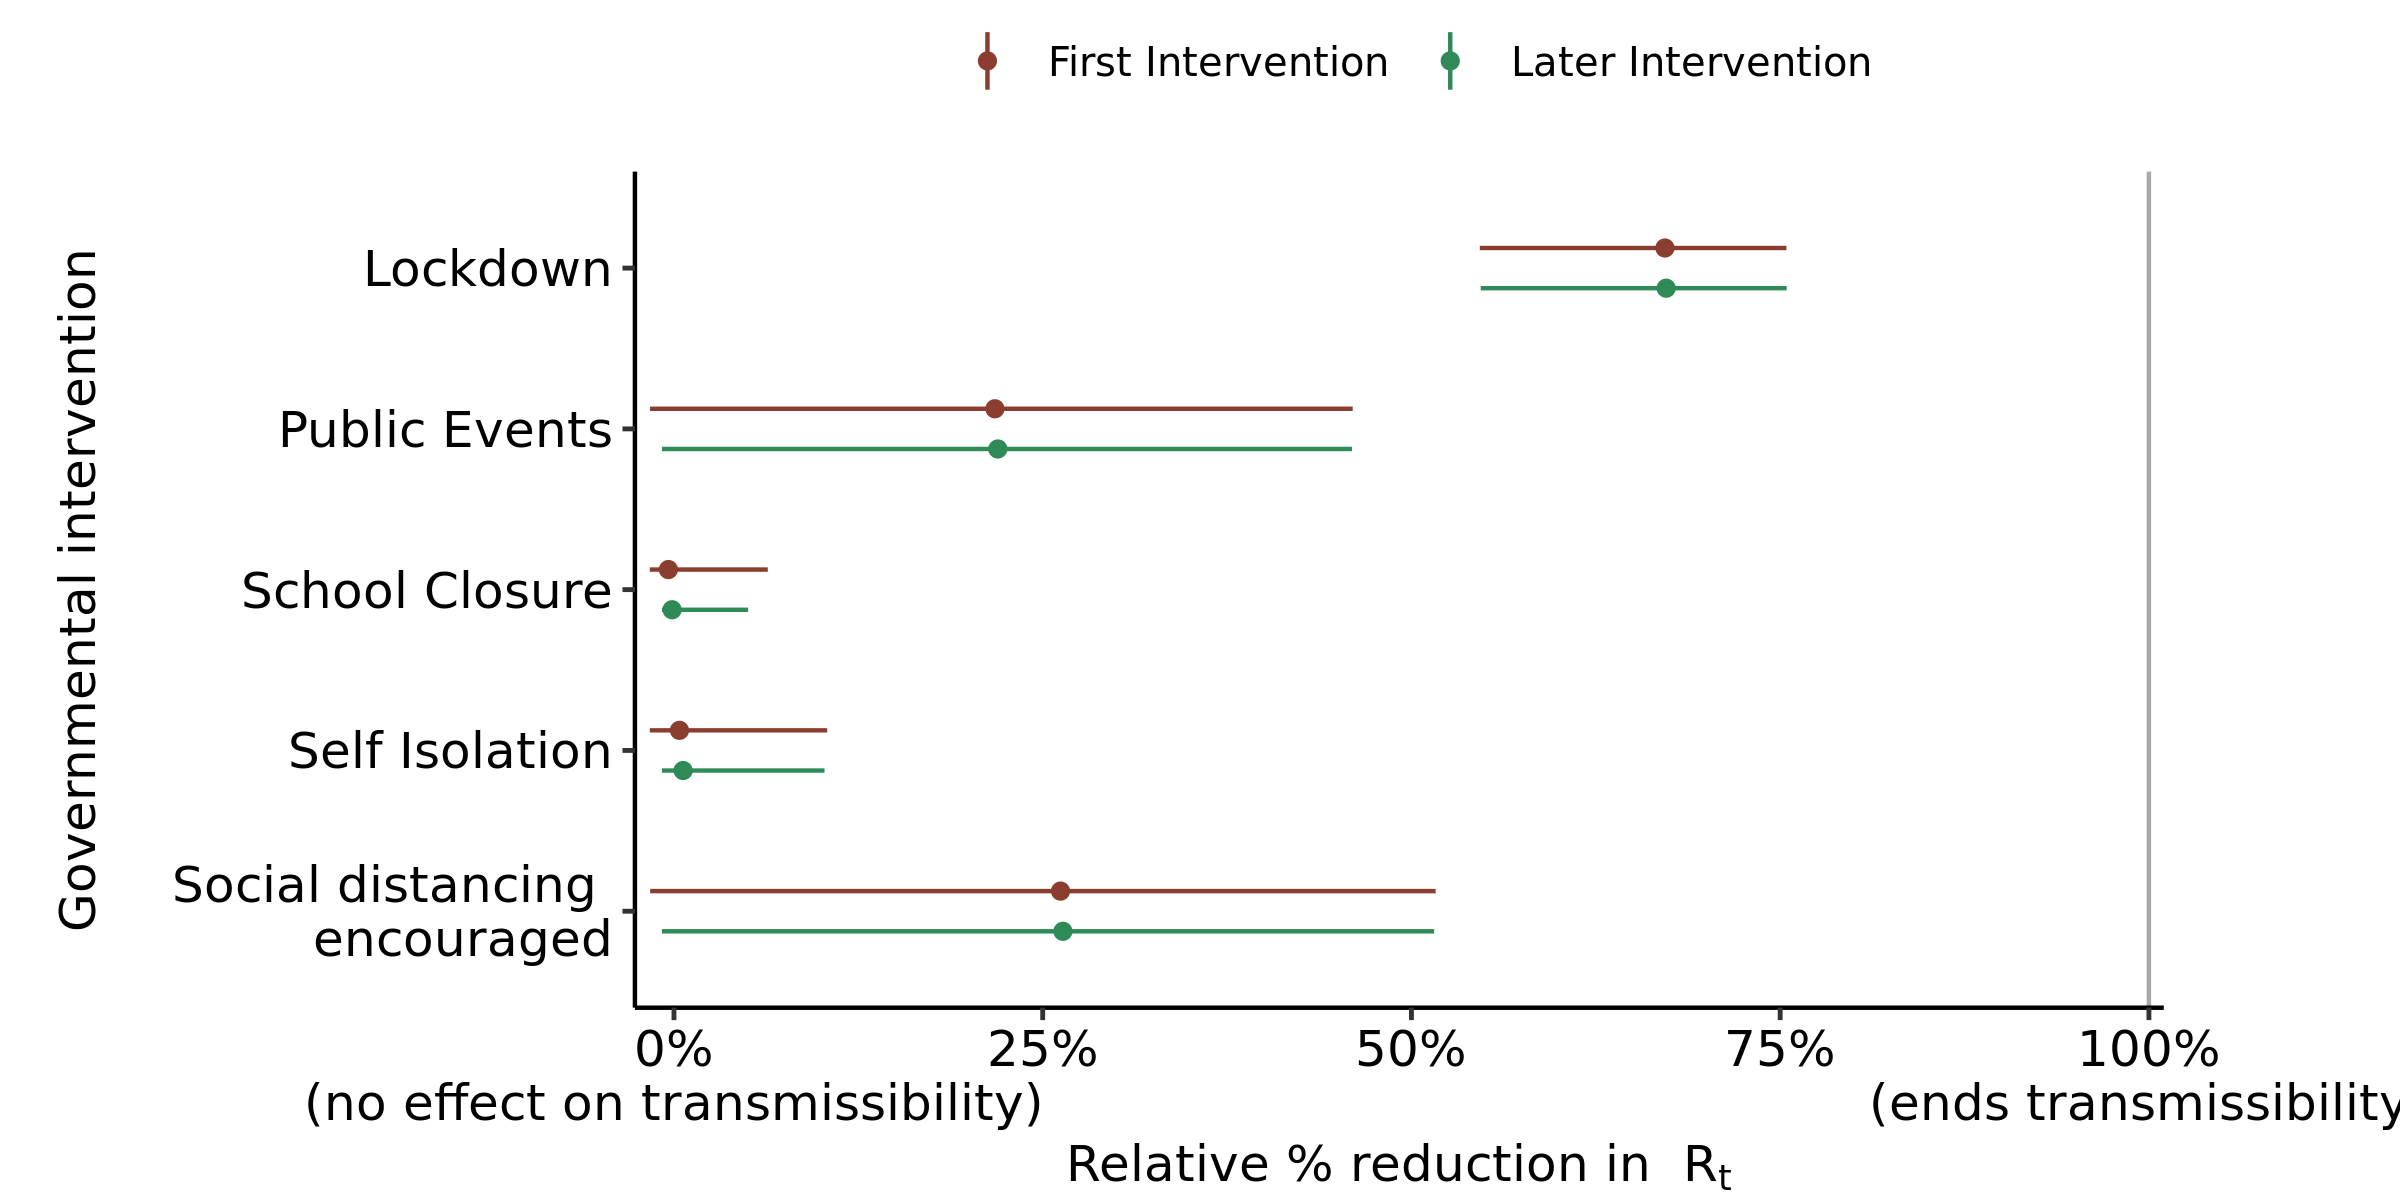 First Intervention
Later Intervention
Governmental intervention
Lockdown
Public Events
School Closure
Self Isolation
Social distancing
encouraged
0%
(no effect on transmissibility)
25%
50%
75%
100%
(ends transmissibility
Relative % reduction in Rt